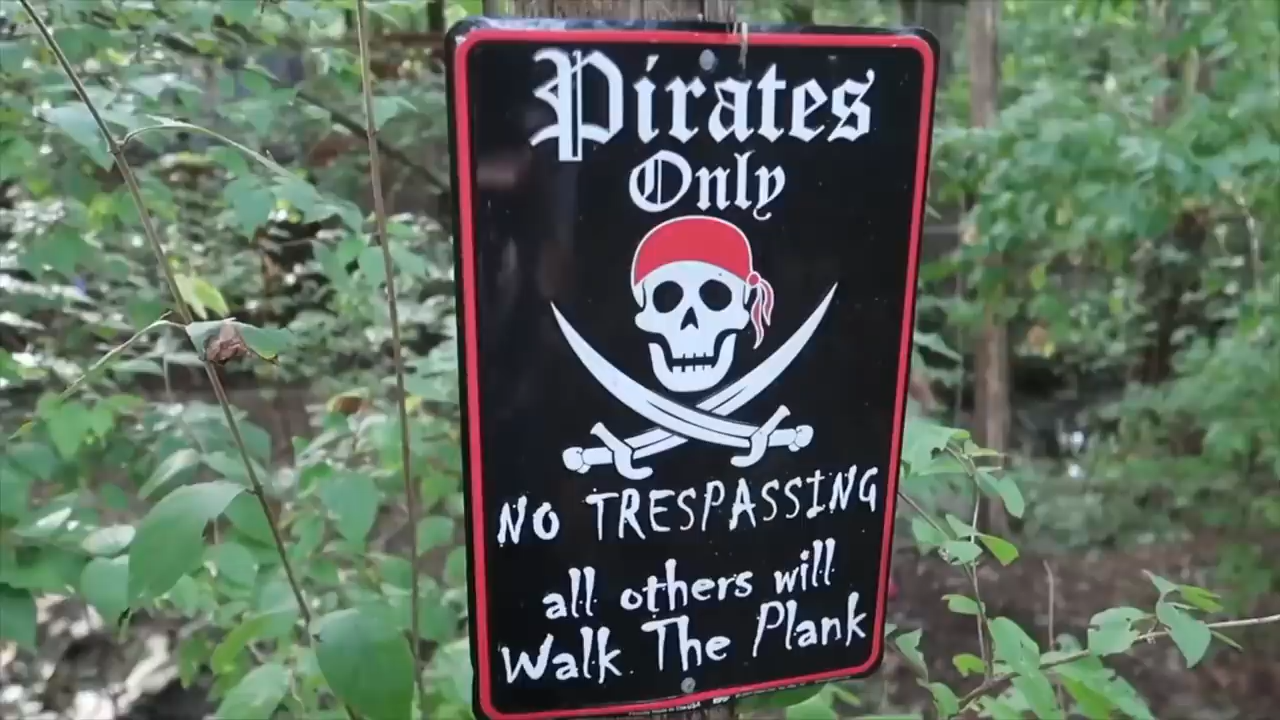 Pirates
Only
NO TRESPASSING
all others will
Walk The Plank